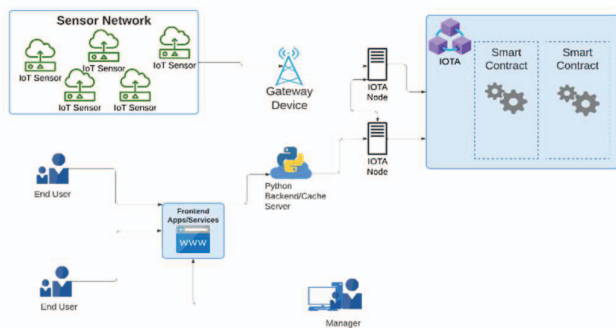 Sensor Network
IoT Sensor
IoT Sensor
IoT Sensor
IoT Sensor
IoT Sensor
Gateway
Device
IOTA
Node
IOTA
Node
IOTA
Smart
Contract
Smart
Contract
End User
Python
Backend/Cache
Server
Frontend
Apps/Services
WWW
End User
Manager